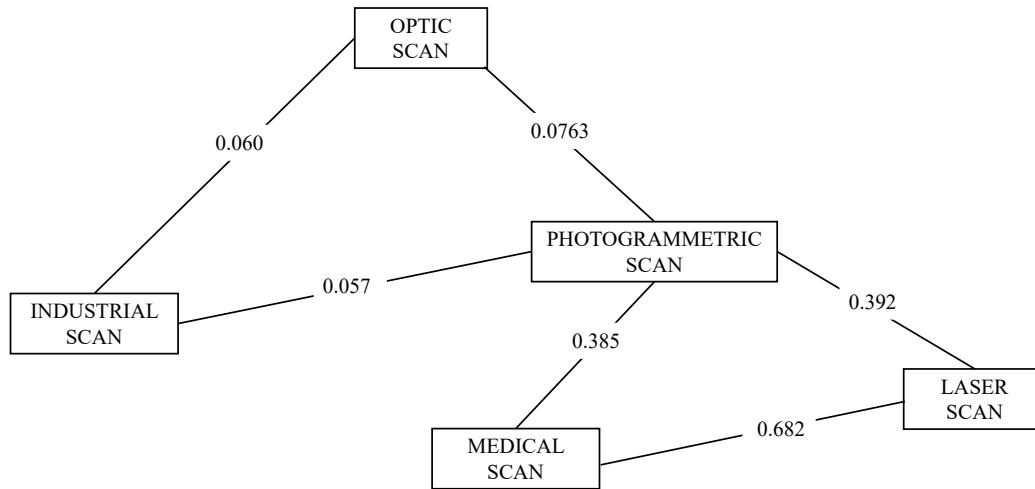 OPTIC
SCAN
0.060
0.0763
PHOTOGRAMMETRIC
SCAN
0.057
INDUSTRIAL
SCAN
0.392
0.385
LASER
SCAN
0.682
MEDICAL
SCAN